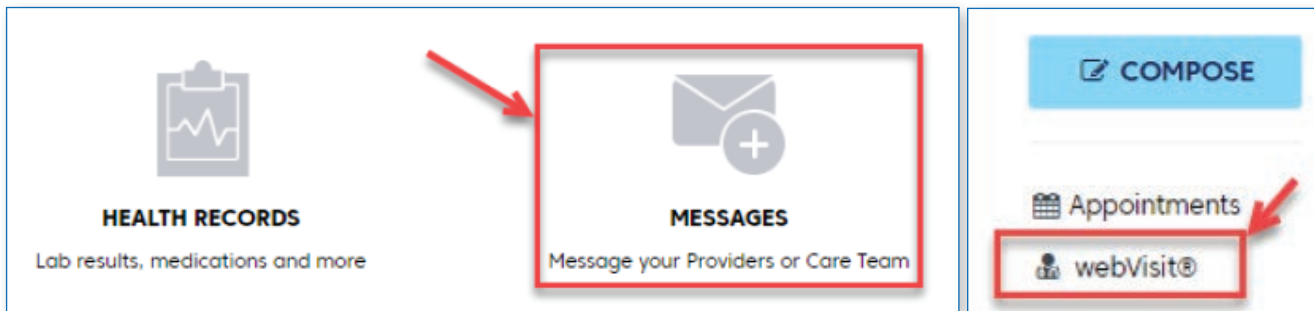 HEALTH RECORDS
Lab results, medications and more
MESSAGES
Message your Providers or Care Team
COMPOSE
Appointments
webVisit®